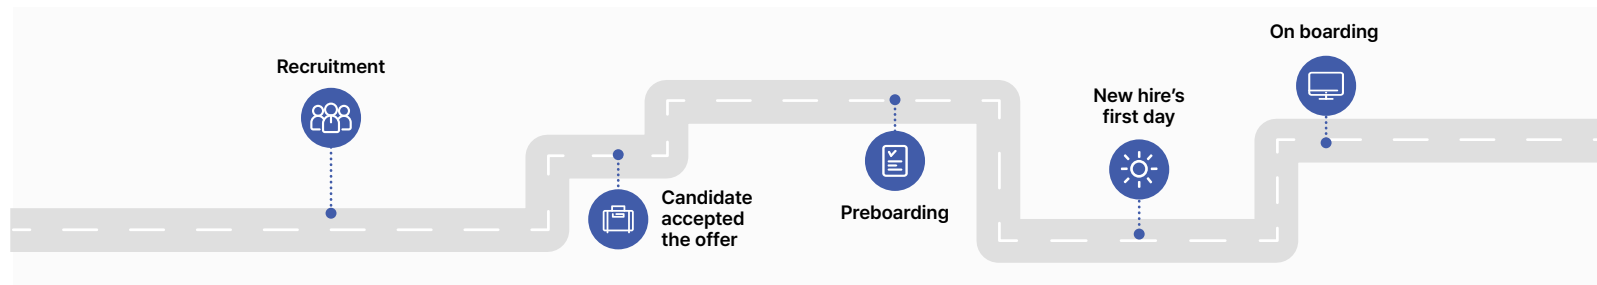 Recruitment
Candidate
accepted
the offer
Preboarding
New hire’s
first day
On boarding